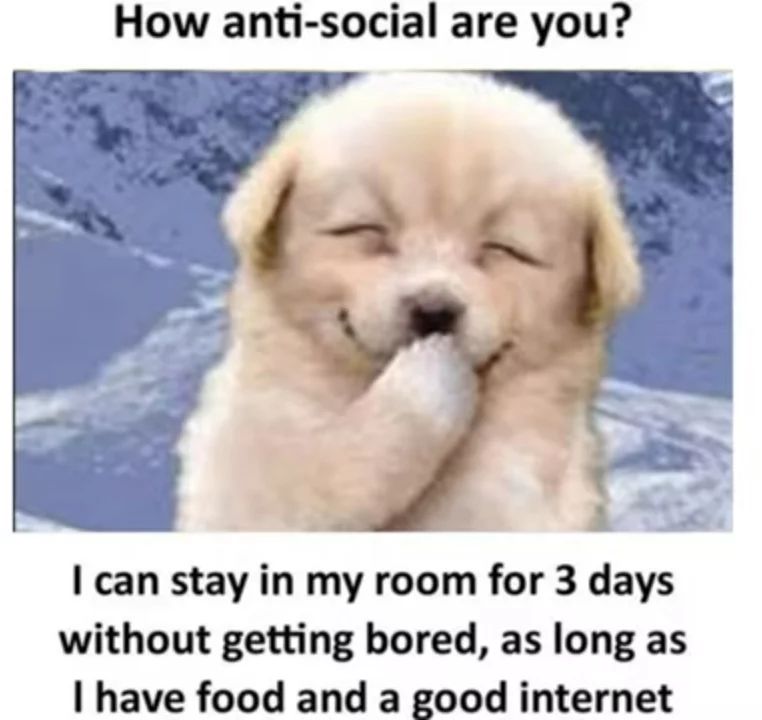 How anti-social are you?
I can stay in my room for 3 days
without getting bored, as long as
I have food and a good internet